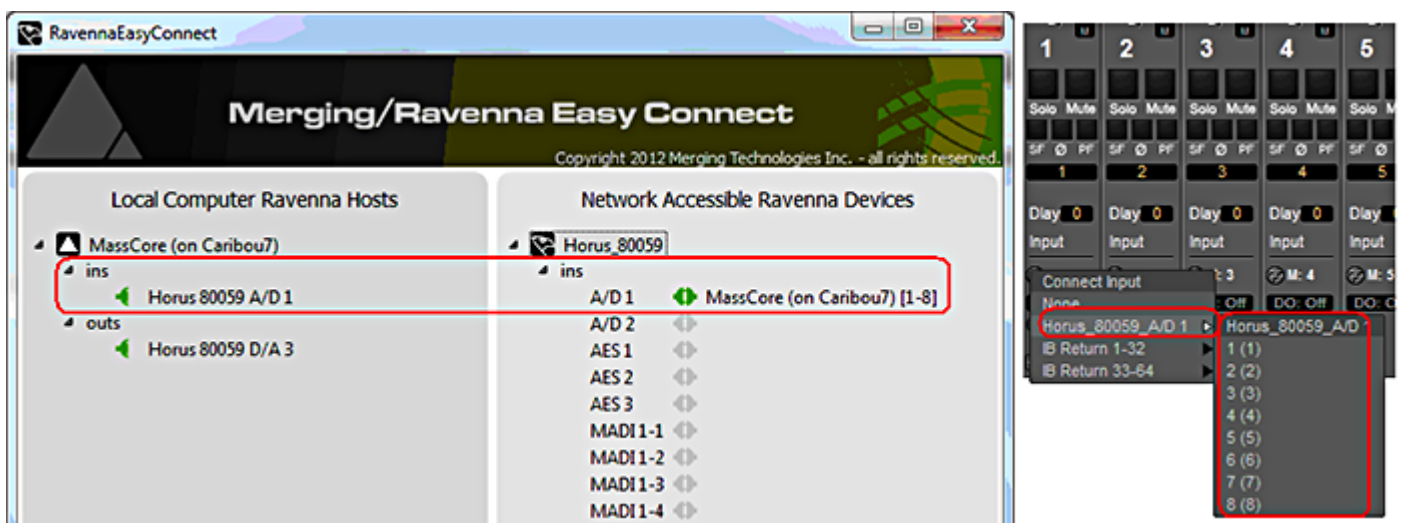 RavennaEasyConnect
Merging/Ravenna Easy Connect
Copyright 2012 Merging Technologies Inc. - all rights reserved.
Local Computer Ravenna Hosts
MassCore (on Caribou7)
ins
Horus 80059 A/D 1
outs
Horus 80059 D/A 3
Network Accessible Ravenna Devices
Horus_80059
ins
A/D 1 MassCore (on Caribou7) [1-8]
A/D 2
AES 1
AES 2
AES 3
MADI 1-1
MADI 1-2
MADI 1-3
MADI 1-4
1 2 3 4 5
Solo Mute Solo Mute Solo Mute Solo Mute Solo
SF Ø PF SF Ø PF SF Ø PF SF Ø PF SF Ø
1 2 3 4 5
Dlay 0 Dlay 0 Dlay 0 Dlay 0 Dlay
Input Input Input Input Input
M: 4 M: 5
Off DO: Off
Connect Input
None
Horus_80059_A/D 1
IB Return 1-32
IB Return 33-64
Horus_80059_A/D 1
1 (1)
2 (2)
3 (3)
4 (4)
5 (5)
6 (6)
7 (7)
8 (8)